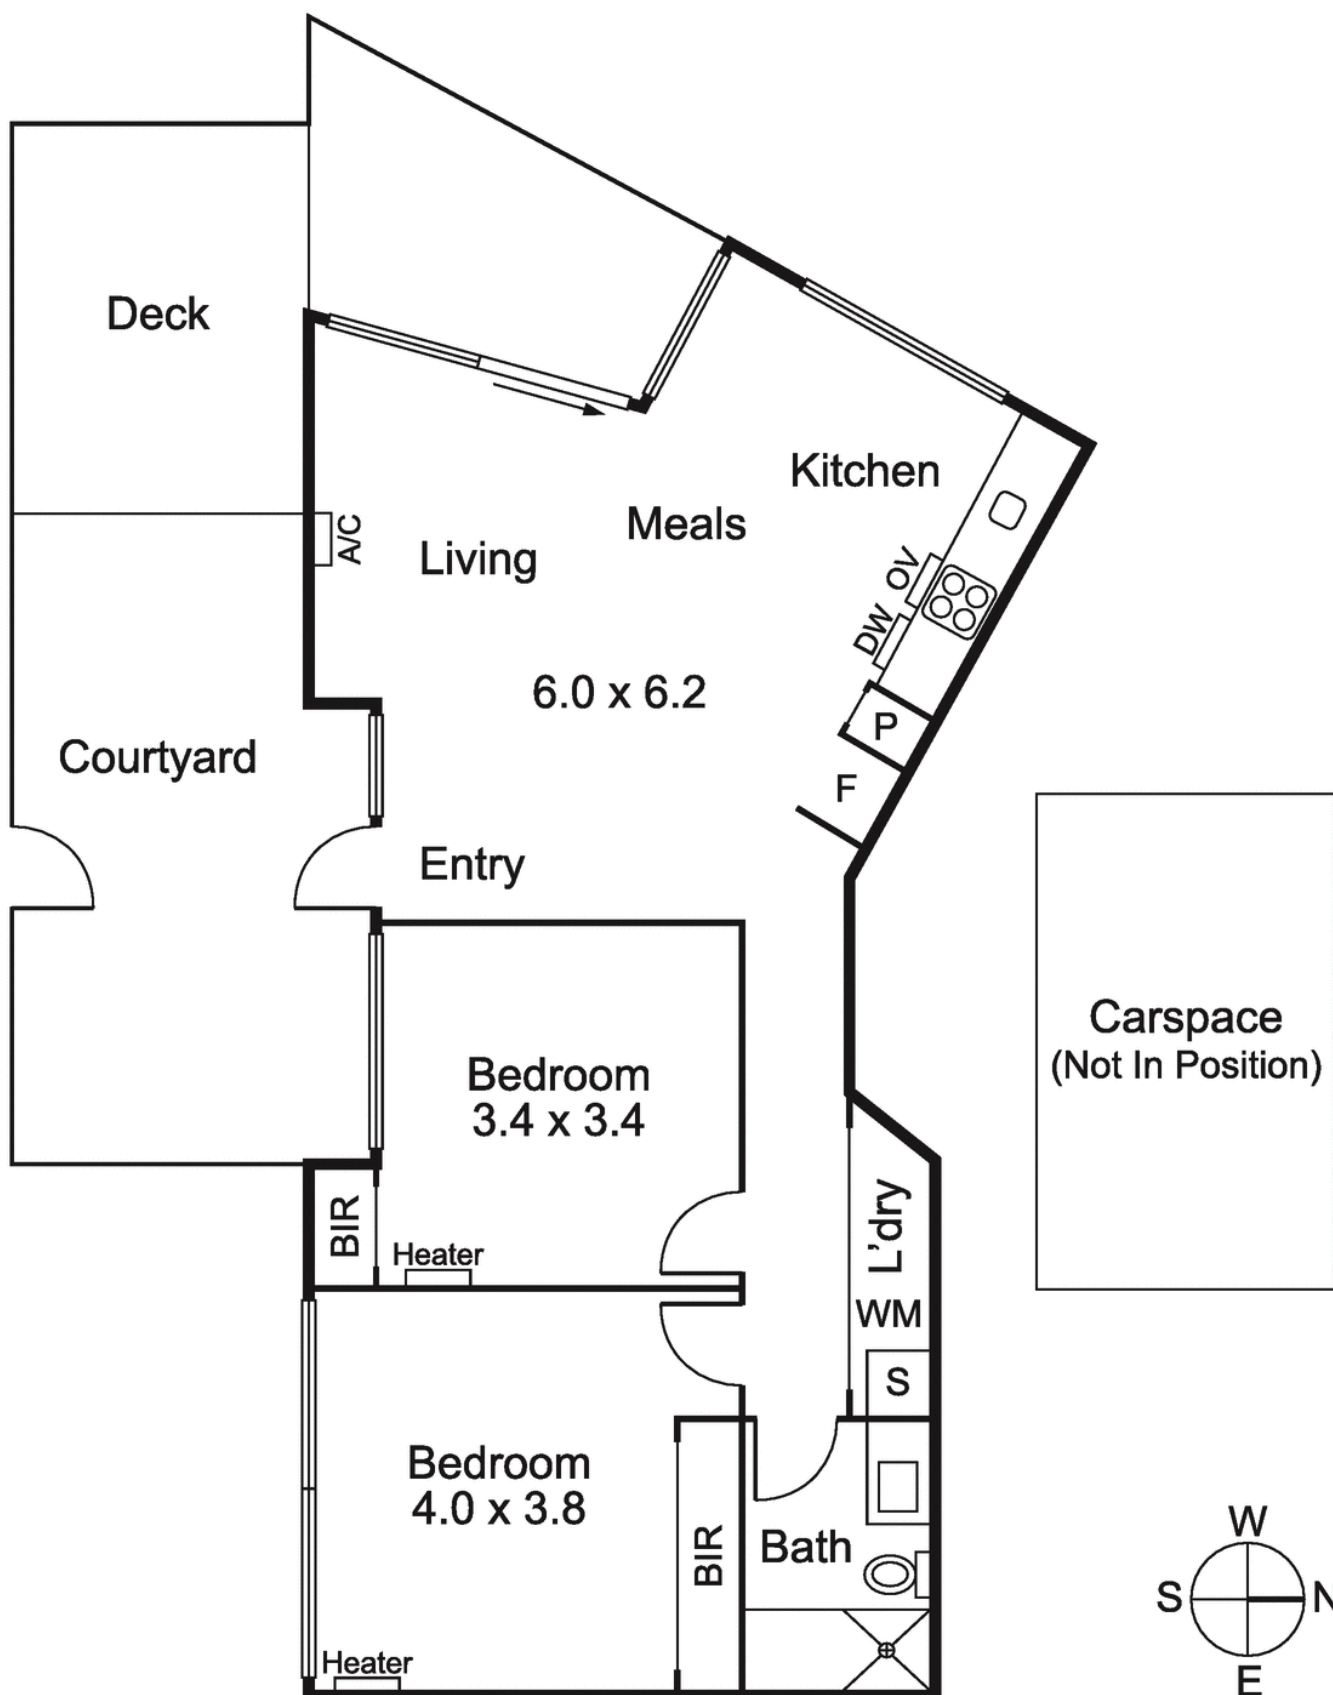 Deck
Kitchen
Meals
A/C
Living
OV
DW
6.0 x 6.2
P
Courtyard
F
Entry
Carspace
(Not In Position)
Bedroom
3.4 x 3.4
BIR
Heater
L'dry
WM
S
Bedroom
4.0 x 3.8
BIR
Bath
Heater
W
S
N
E